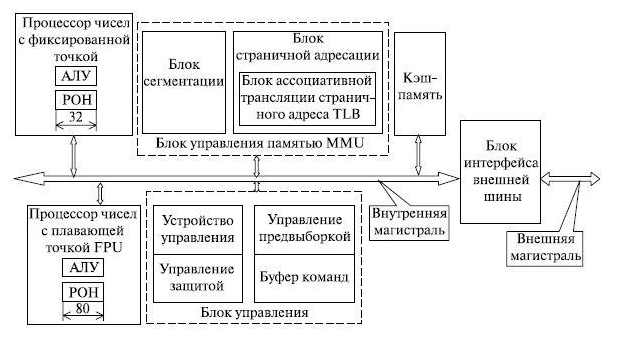 Процессор чисел
с фиксированной
точкой
АЛУ
РОН
32
Блок
сегментации
Блок
страничной адресации
Блок ассоциативной
трансляции странич-
ного адреса TLB
Блок управления памятью MMU
Кэш-
память
Блок
интерфейса
внешней
шины
Процессор чисел
с плавающей
точкой FPU
АЛУ
РОН
80
Устройство
управления
Управление
защитой
Управление
предвыборкой
Буфер команд
Блок управления
Внутренняя
магистраль
Внешняя
магистраль